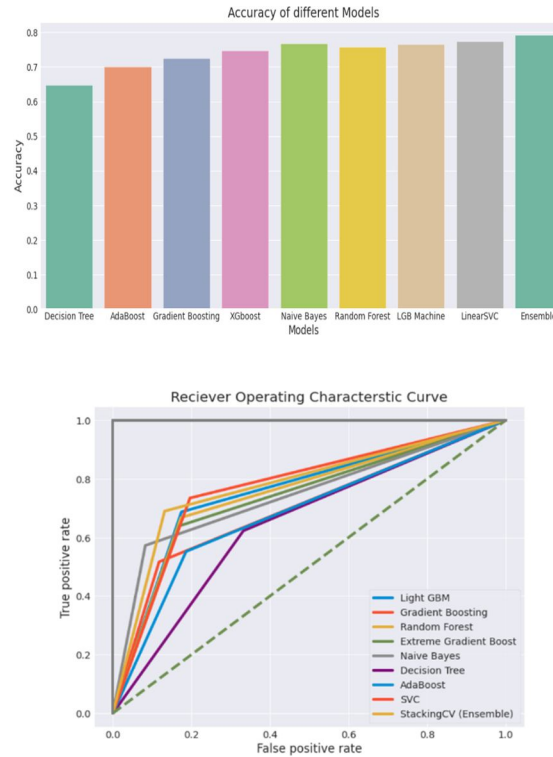 Accuracy of different Models
0.8
0.7
0.6
0.5
0.4
0.3
0.2
0.1
0.0
Accuracy
Decision Tree AdaBoost Gradient Boosting XGboost Naive Bayes Random Forest LGB Machine LinearSVC Ensemble
Models
Reciever Operating Characterstic Curve
1.0
0.8
0.6
0.4
0.2
0.0
True positive rate
Light GBM
Gradient Boosting
Random Forest
Extreme Gradient Boost
Naive Bayes
Decision Tree
AdaBoost
SVC
StackingCV (Ensemble)
0.0 0.2 0.4 0.6 0.8 1.0
False positive rate